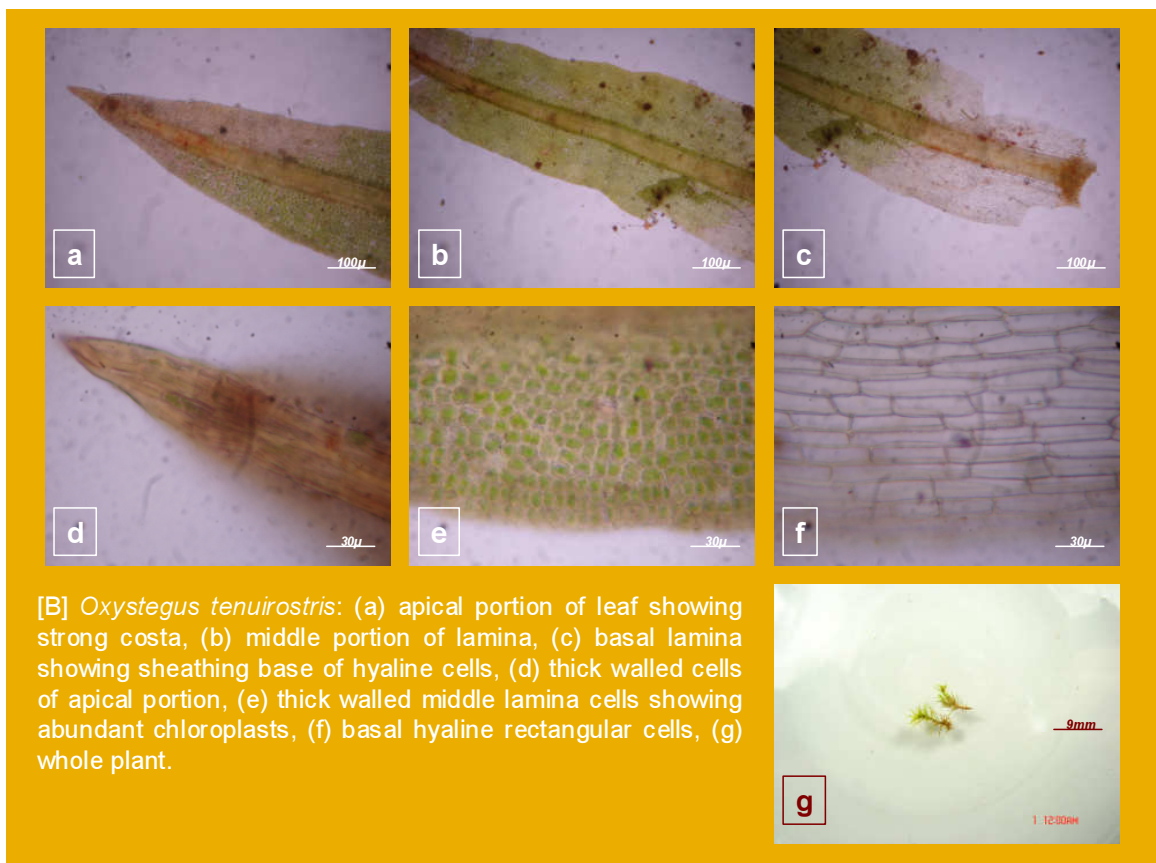 a
100µ
b
100µ
c
100µ
d
30µ
e
30µ
f
30µ
[B] Oxystegus tenuirostris: (a) apical portion of leaf showing
strong costa, (b) middle portion of lamina, (c) basal lamina
showing sheathing base of hyaline cells, (d) thick walled cells
of apical portion, (e) thick walled middle lamina cells showing
abundant chloroplasts, (f) basal hyaline rectangular cells, (g)
whole plant.
9mm
g
1 12:00AM